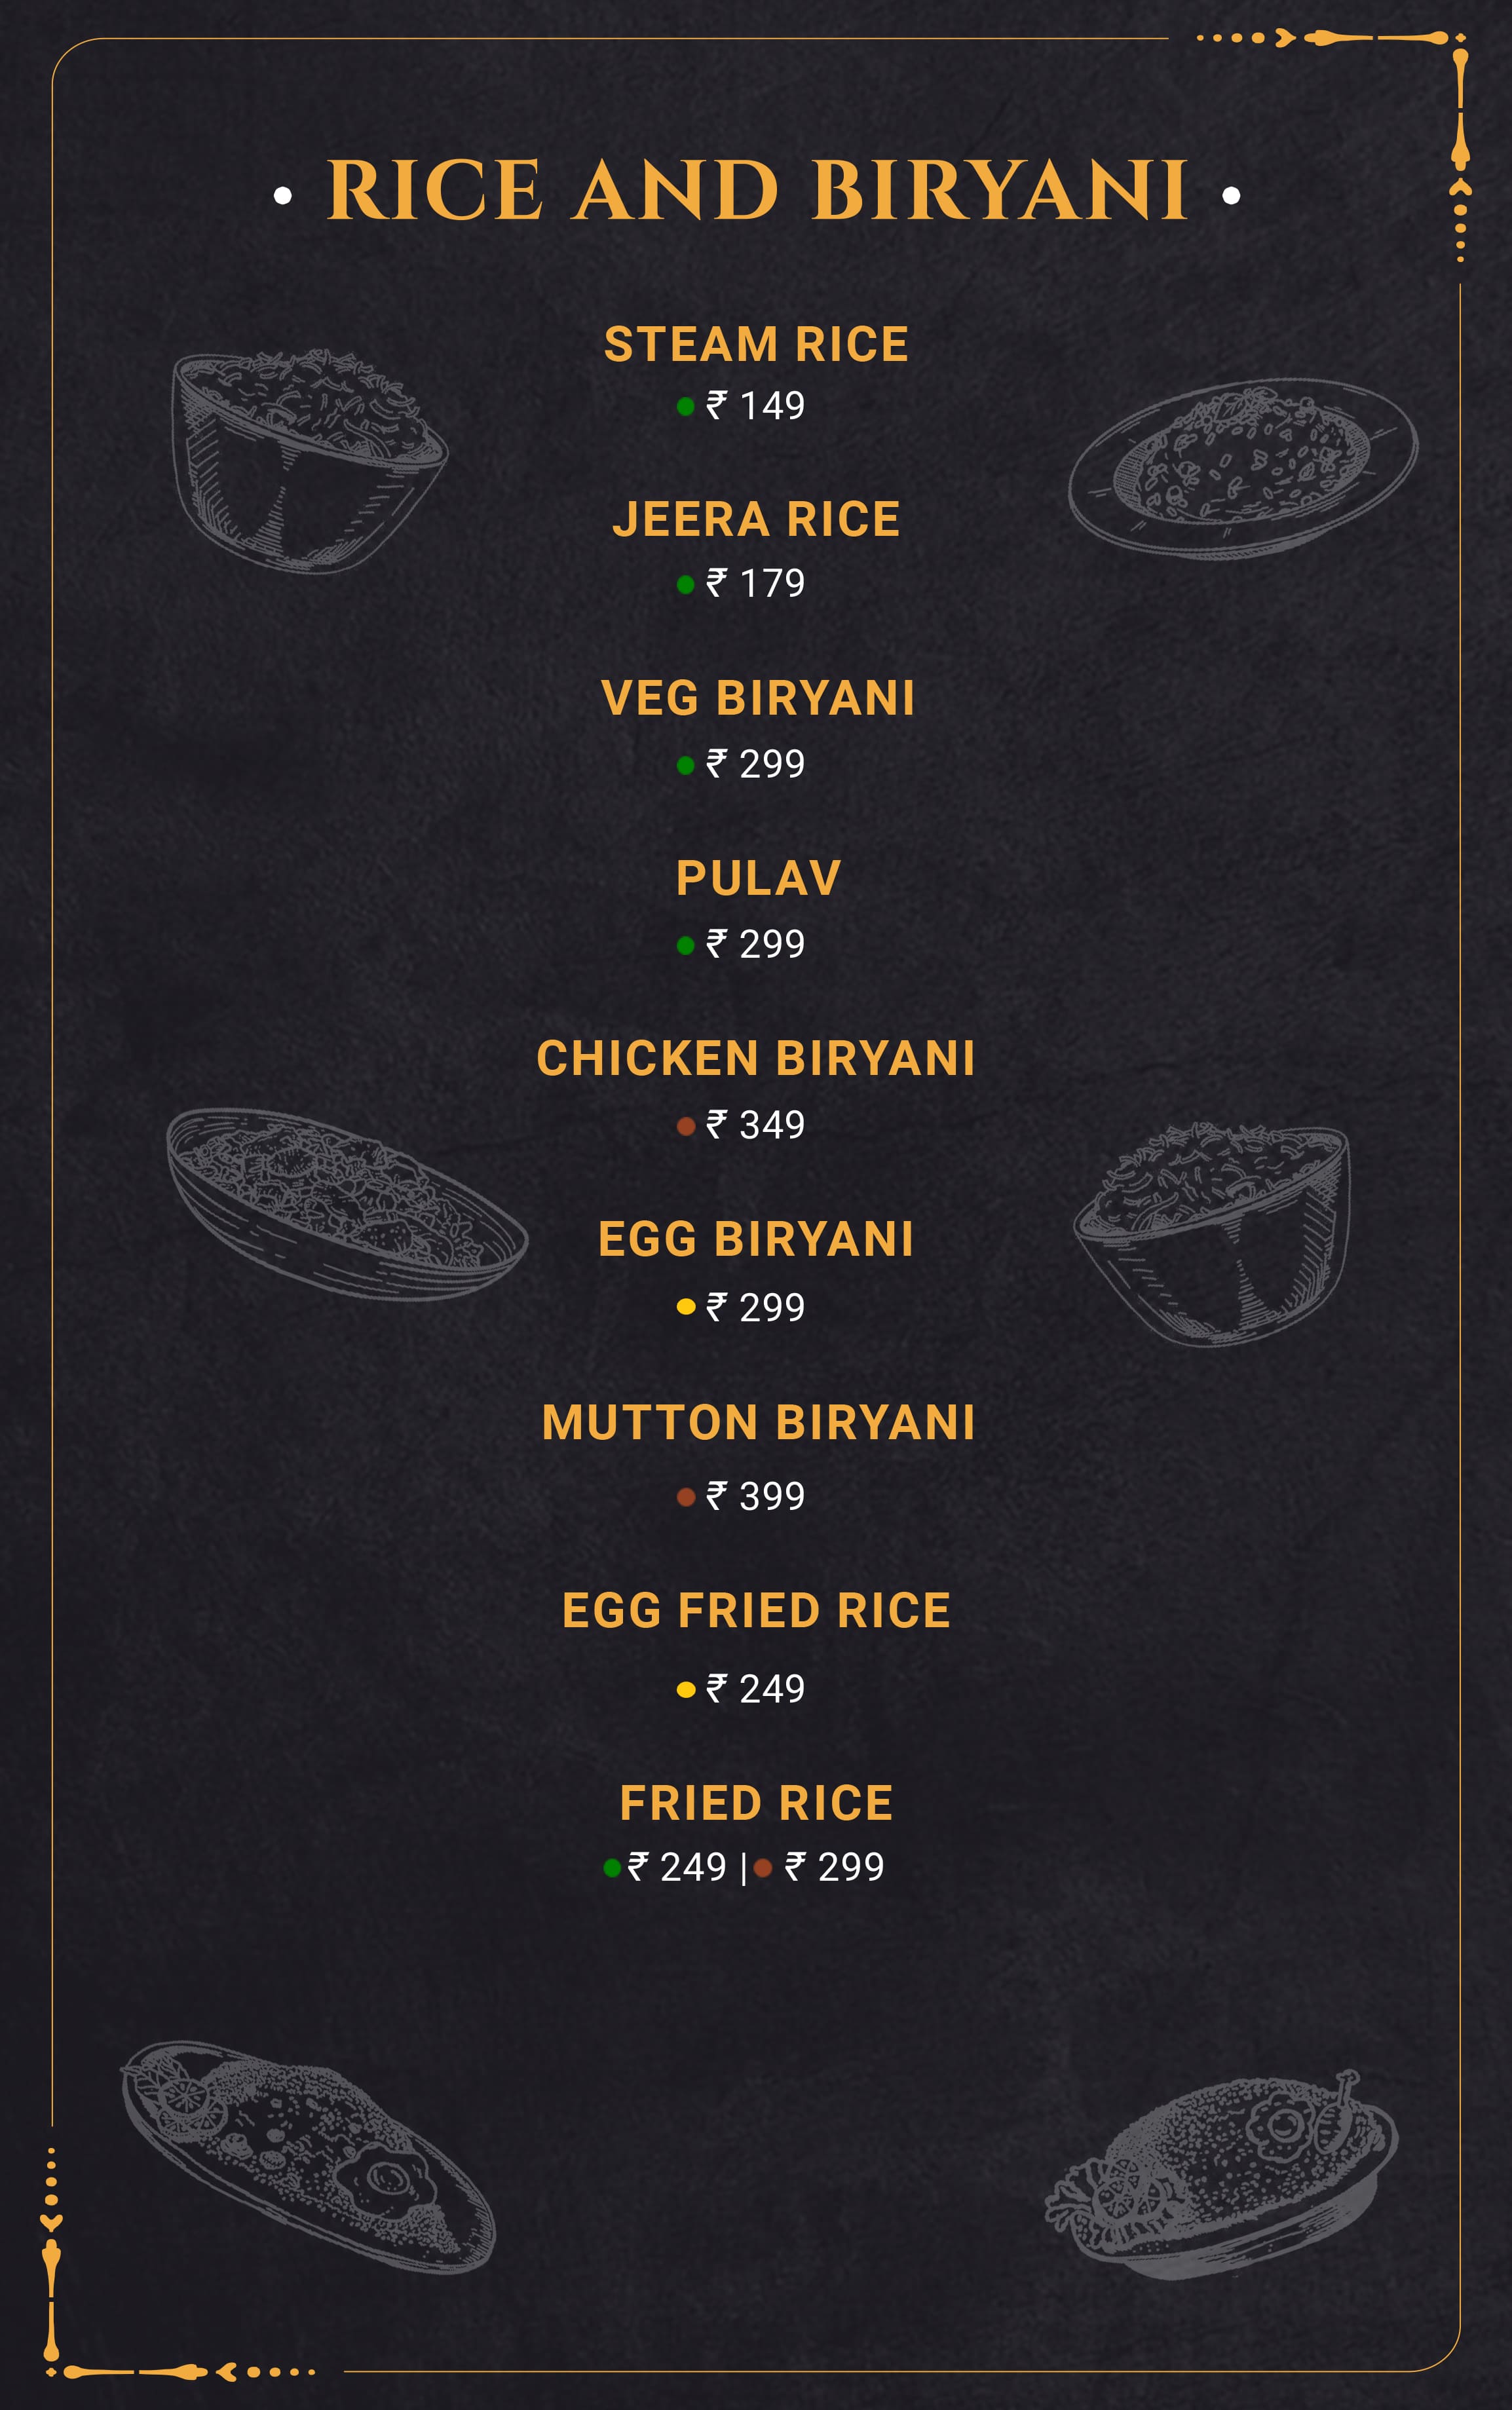 • RICE AND BIRYANI •
STEAM RICE
₹ 149
JEERA RICE
₹ 179
VEG BIRYANI
₹ 299
PULAV
₹ 299
CHICKEN BIRYANI
₹ 349
EGG BIRYANI
₹ 299
MUTTON BIRYANI
₹ 399
EGG FRIED RICE
₹ 249
FRIED RICE
₹ 249 | ₹ 299